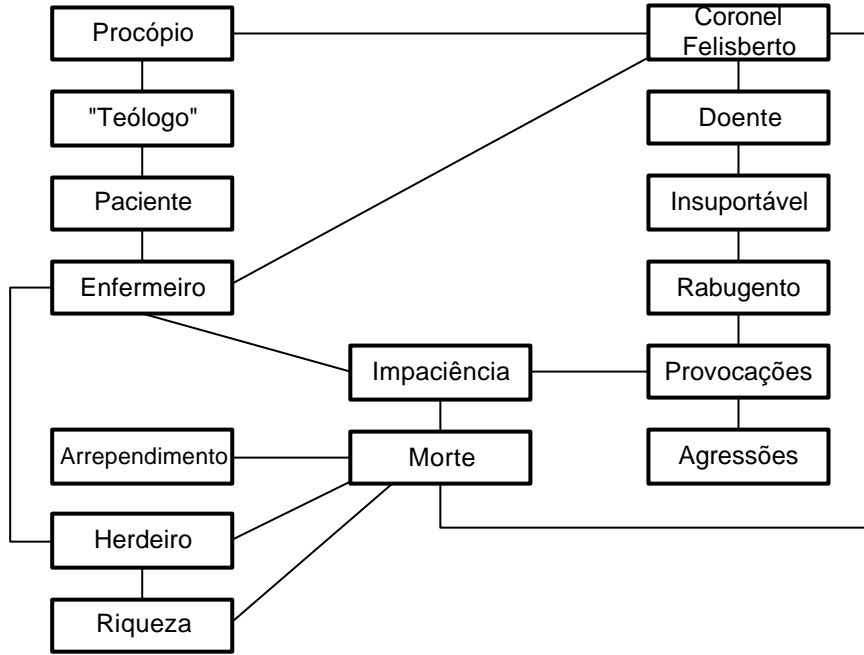 Procópio
Coronel
Felisberto
"Teólogo"
Doente
Paciente
Insuportável
Enfermeiro
Rabugento
Impaciência
Provocações
Arrependimento
Morte
Agressões
Herdeiro
Riqueza